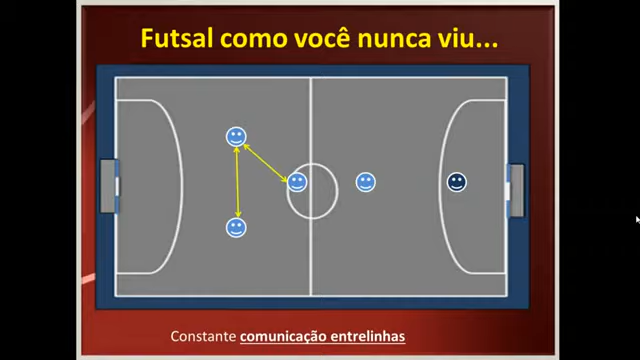 Futsal como você nunca viu...
Constante comunicação entrelinhas